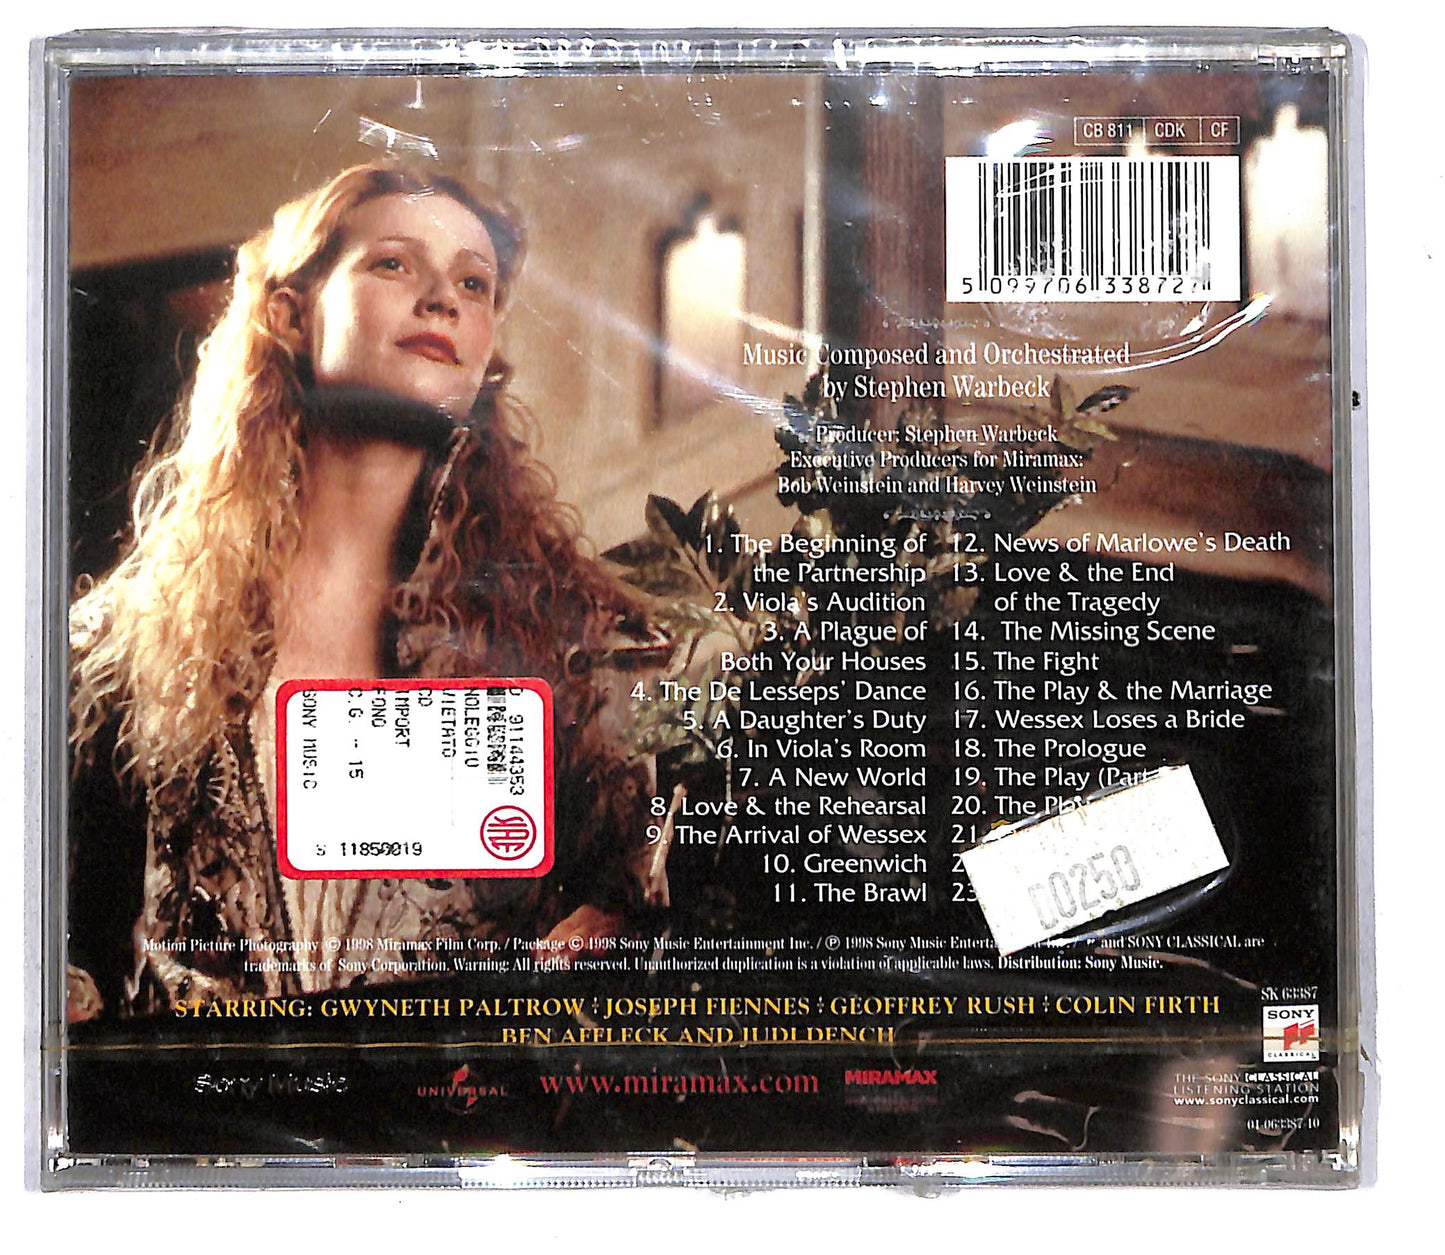 CB 811 CDK CF
5 099706 338727
Music Composed and Orchestrated
by Stephen Warbeck
Producer: Stephen Warbeck
Executive Producers for Miramax:
Bob Weinstein and Harvey Weinstein
1. The Beginning of
the Partnership
2. Viola's Audition
3. A Plague of
Both Your Houses
4. The De Lesseps' Dance
5. A Daughter's Duty
6. In Viola's Room
7. A New World
8. Love & the Rehearsal
9. The Arrival of Wessex
10. Greenwich
11. The Brawl
12. News of Marlowe's Death
13. Love & the End
of the Tragedy
14. The Missing Scene
15. The Fight
16. The Play & the Marriage
17. Wessex Loses a Bride
18. The Prologue
19. The Play (Part
20. The
21.
23
00250
D 91144353
NOLEGGIO
VIETATO
CD
IMPORT
FONO
C.G - 15
SONY MUSIC
SIAE
S 11856019
Motion Picture Photography © 1998 Miramax Film Corp. / Package © 1998 Sony Music Entertainment Inc. / ℗ 1998 Sony Music and SONY CLASSICAL are
trademarks of Sony Corporation. Warning: All rights reserved. Unauthorized duplication is a violation of applicable laws. Distribution: Sony Music.
STARRING: GWYNETH PALTROW JOSEPH FIENNES GEOFFREY RUSH COLIN FIRTH
BEN AFFLECK AND JUDI DENCH
SK 63387
SONY
CLASSICAL
Sony Music UNIVERSAL www.miramax.com MIRAMAX
THE SONY CLASSICAL
LISTENING STATION
www.sonyclassical.com
01-063387-10